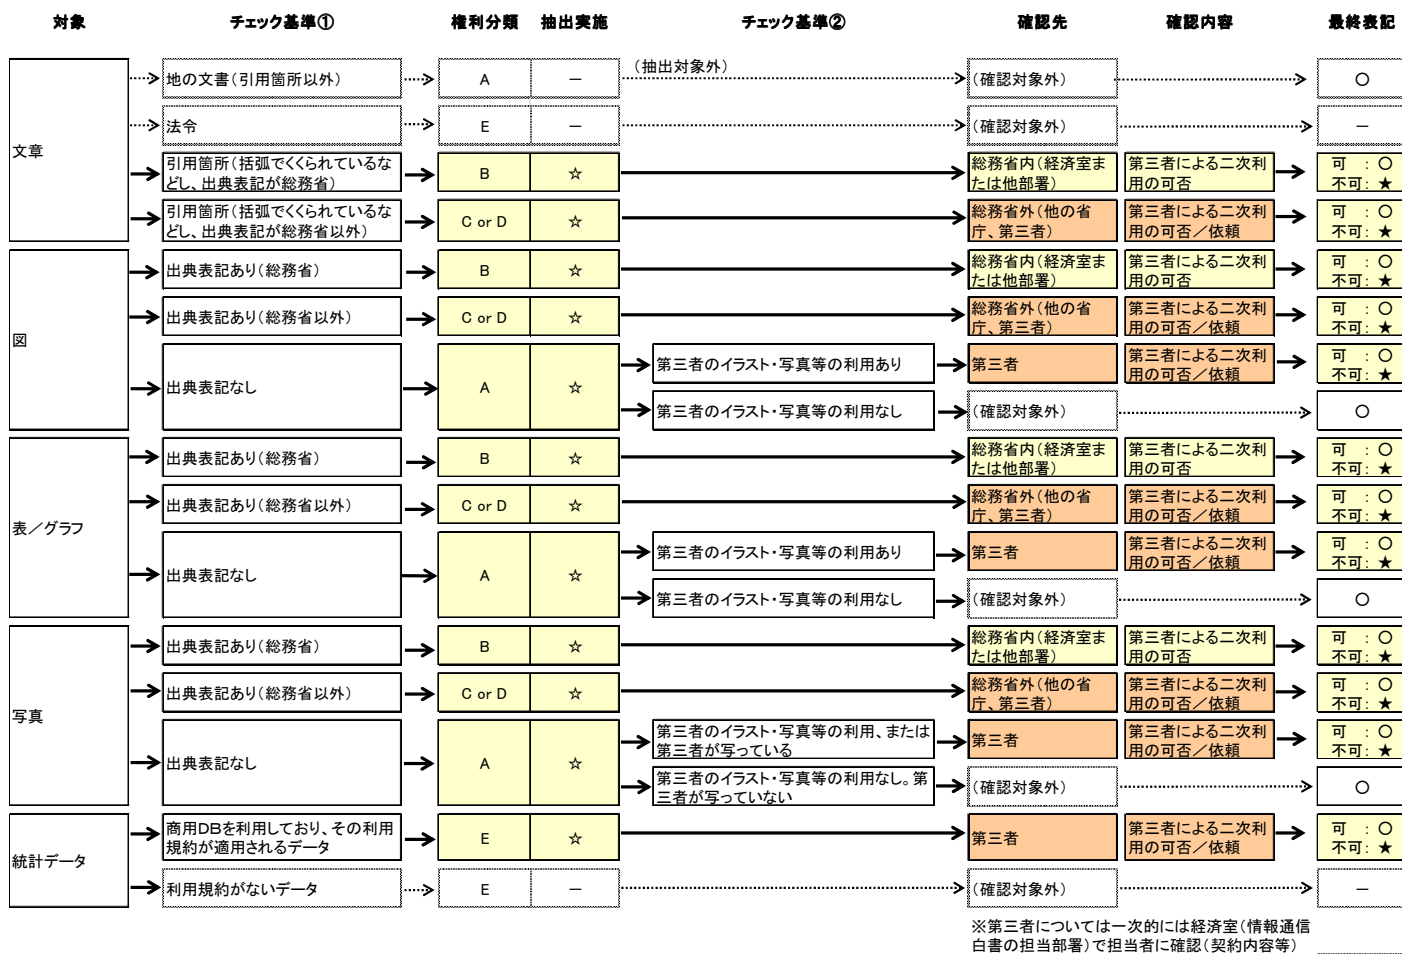 対象 チェック基準① 権利分類 抽出実施 チェック基準② 確認先 確認内容 最終表記
文章
地の文書(引用箇所以外) A － (抽出対象外) (確認対象外) ○
法令 E － (確認対象外) －
引用箇所(括弧でくくられているな
どし、出典表記が総務省) B ☆ 総務省内(経済室ま
たは他部署) 第三者による二次利
用の可否 可 : ○
不可: ★
引用箇所(括弧でくくられているな
どし、出典表記が総務省以外) C or D ☆ 総務省外(他の省
庁、第三者) 第三者による二次利
用の可否／依頼 可 : ○
不可: ★
図
出典表記あり(総務省) B ☆ 総務省内(経済室ま
たは他部署) 第三者による二次利
用の可否 可 : ○
不可: ★
出典表記あり(総務省以外) C or D ☆ 総務省外(他の省
庁、第三者) 第三者による二次利
用の可否／依頼 可 : ○
不可: ★
出典表記なし A ☆
第三者のイラスト・写真等の利用あり 第三者 第三者による二次利
用の可否／依頼 可 : ○
不可: ★
第三者のイラスト・写真等の利用なし (確認対象外) ○
表／グラフ
出典表記あり(総務省) B ☆ 総務省内(経済室ま
たは他部署) 第三者による二次利
用の可否 可 : ○
不可: ★
出典表記あり(総務省以外) C or D ☆ 総務省外(他の省
庁、第三者) 第三者による二次利
用の可否／依頼 可 : ○
不可: ★
出典表記なし A ☆
第三者のイラスト・写真等の利用あり 第三者 第三者による二次利
用の可否／依頼 可 : ○
不可: ★
第三者のイラスト・写真等の利用なし (確認対象外) ○
写真
出典表記あり(総務省) B ☆ 総務省内(経済室ま
たは他部署) 第三者による二次利
用の可否 可 : ○
不可: ★
出典表記あり(総務省以外) C or D ☆ 総務省外(他の省
庁、第三者) 第三者による二次利
用の可否／依頼 可 : ○
不可: ★
出典表記なし A ☆
第三者のイラスト・写真等の利用、または
第三者が写っている 第三者 第三者による二次利
用の可否／依頼 可 : ○
不可: ★
第三者のイラスト・写真等の利用なし。第
三者が写っていない (確認対象外) ○
統計データ
商用DBを利用しており、その利用
規約が適用されるデータ E ☆ 第三者 第三者による二次利
用の可否／依頼 可 : ○
不可: ★
利用規約がないデータ E － (確認対象外) －
※第三者については一次的には経済室(情報通信
白書の担当部署)で担当者に確認(契約内容等)